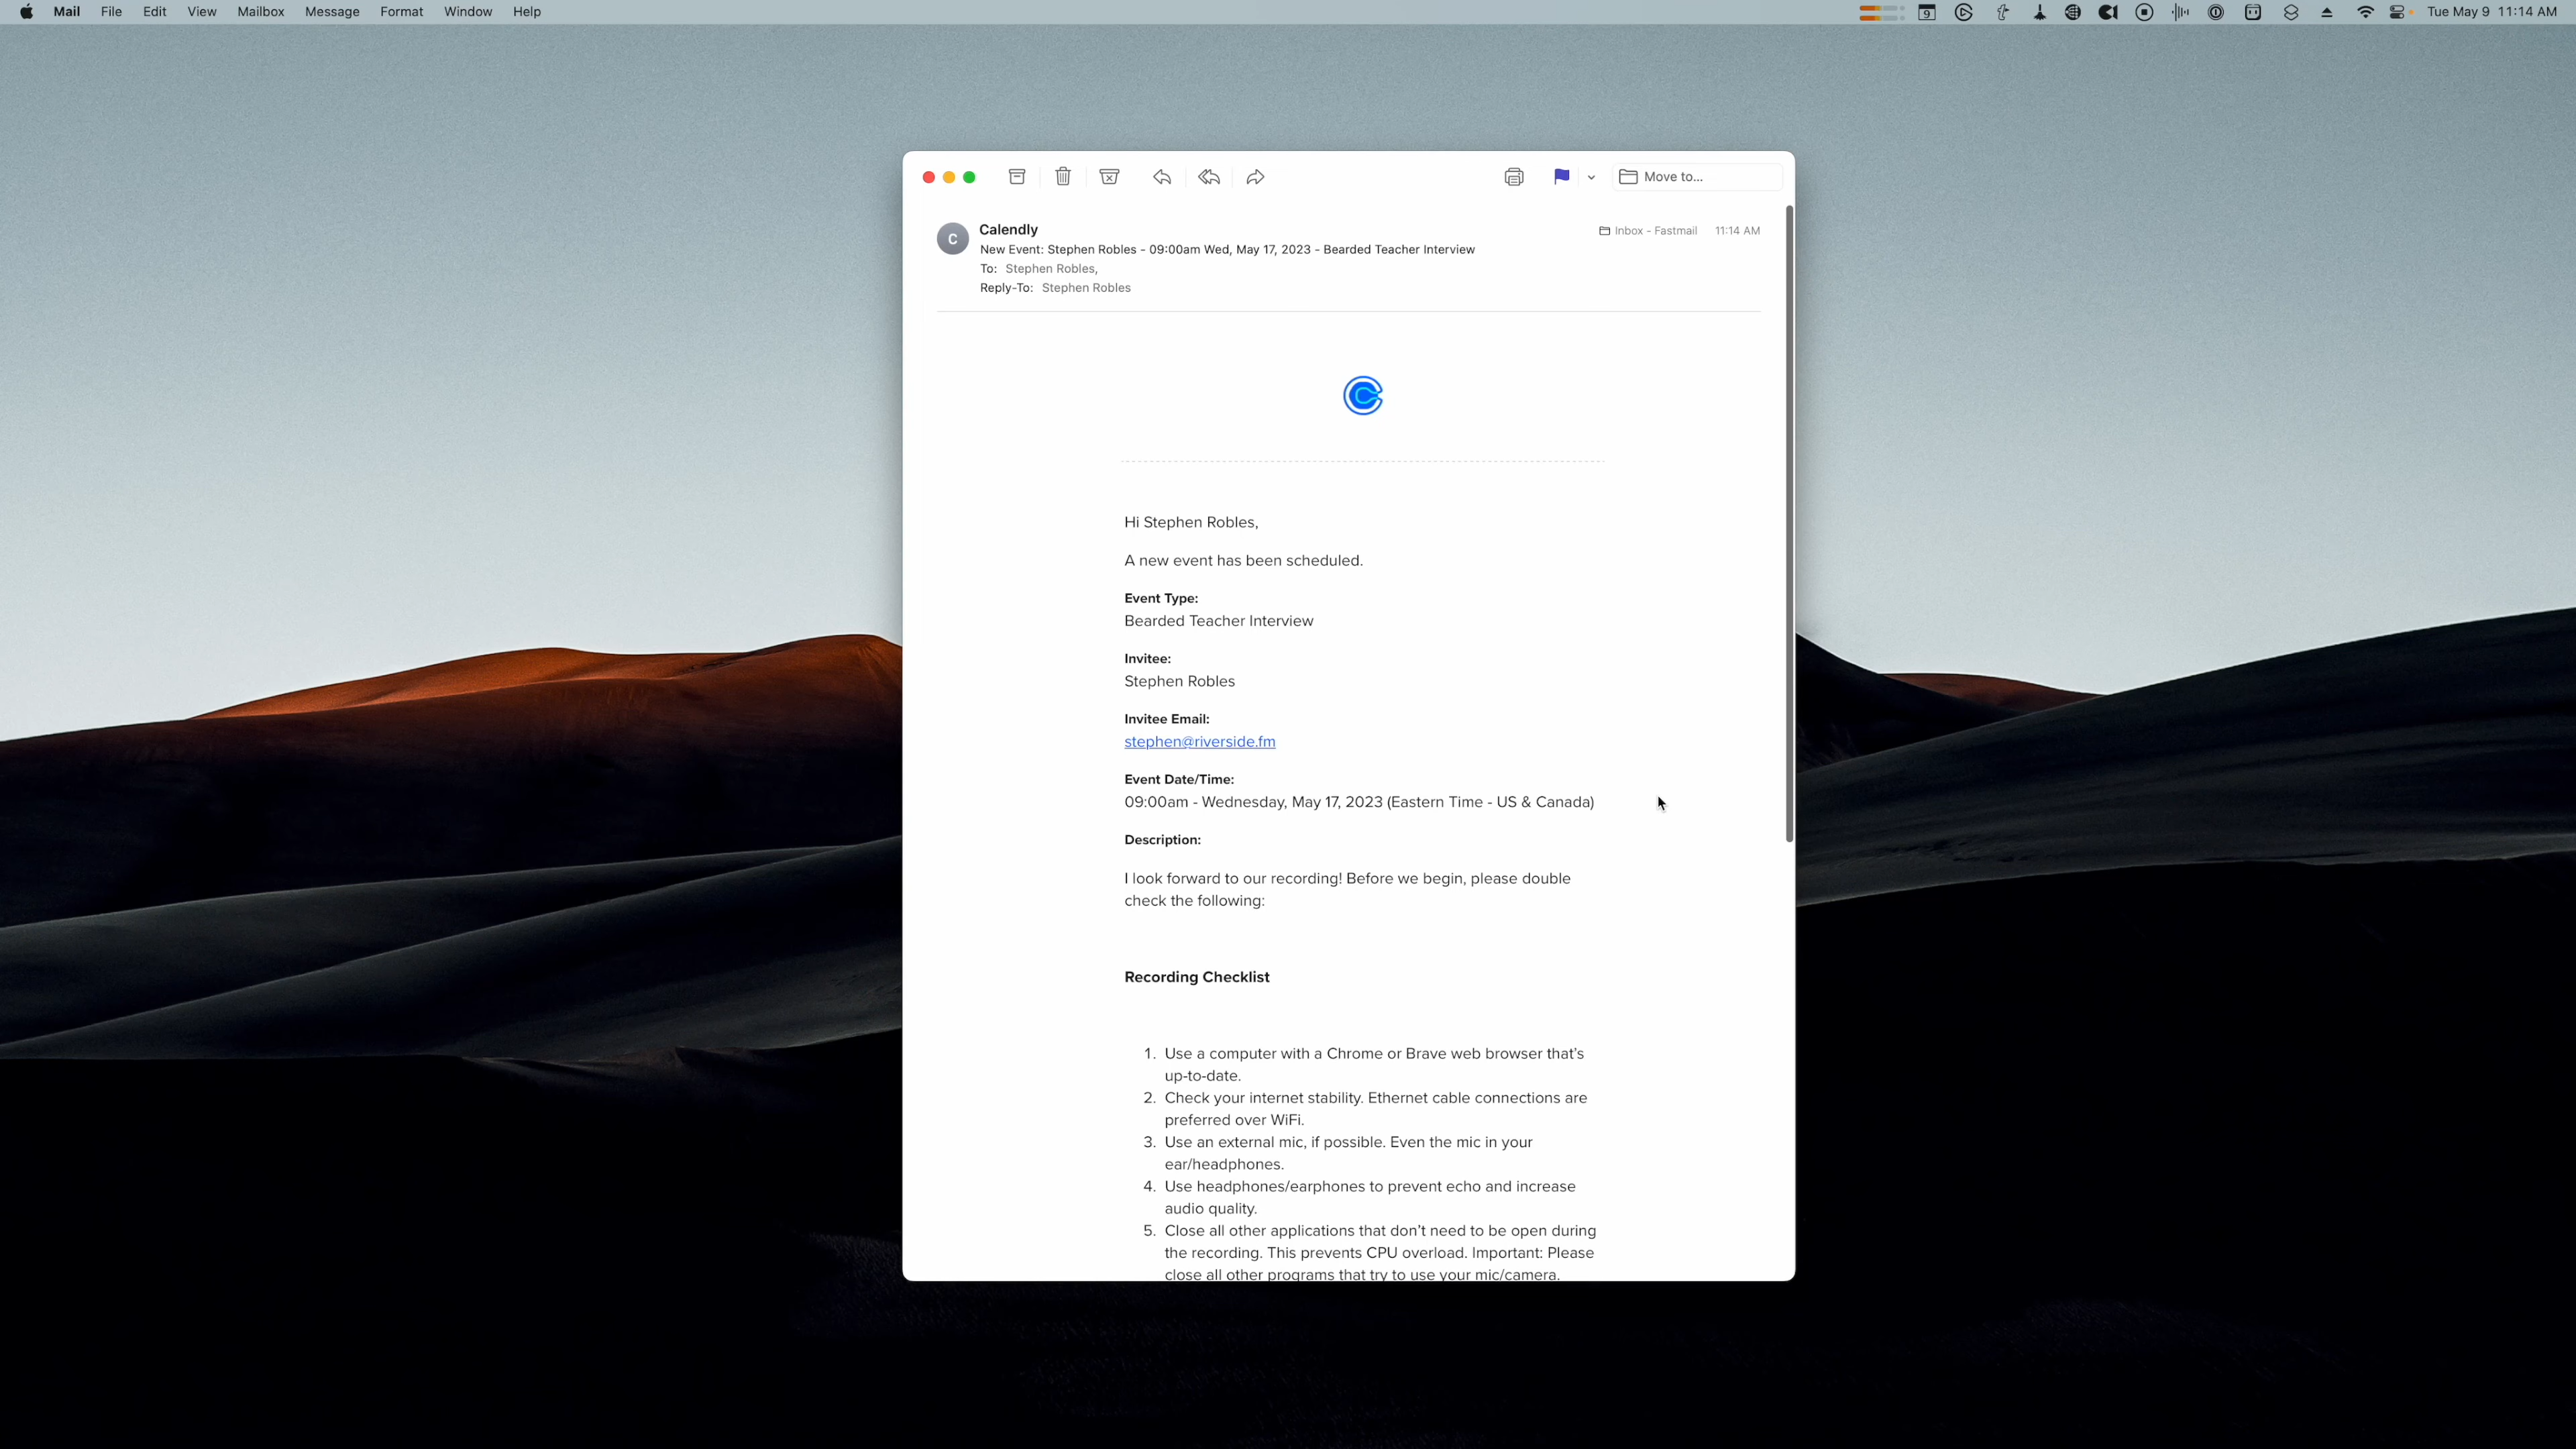 Mail File Edit View Mailbox Message Format Window Help
9
Tue May 9 11:14 AM
Move to...
C
Calendly
Inbox - Fastmail 11:14 AM
New Event: Stephen Robles - 09:00am Wed, May 17, 2023 - Bearded Teacher Interview
To: Stephen Robles,
Reply-To: Stephen Robles
Hi Stephen Robles,
A new event has been scheduled.
Event Type:
Bearded Teacher Interview
Invitee:
Stephen Robles
Invitee Email:
stephen@riverside.fm
Event Date/Time:
09:00am - Wednesday, May 17, 2023 (Eastern Time - US & Canada)
Description:
I look forward to our recording! Before we begin, please double
check the following:
Recording Checklist
1. Use a computer with a Chrome or Brave web browser that's
up-to-date.
2. Check your internet stability. Ethernet cable connections are
preferred over WiFi.
3. Use an external mic, if possible. Even the mic in your
ear/headphones.
4. Use headphones/earphones to prevent echo and increase
audio quality.
5. Close all other applications that don't need to be open during
the recording. This prevents CPU overload. Important: Please
close all other programs that try to use your mic/camera.